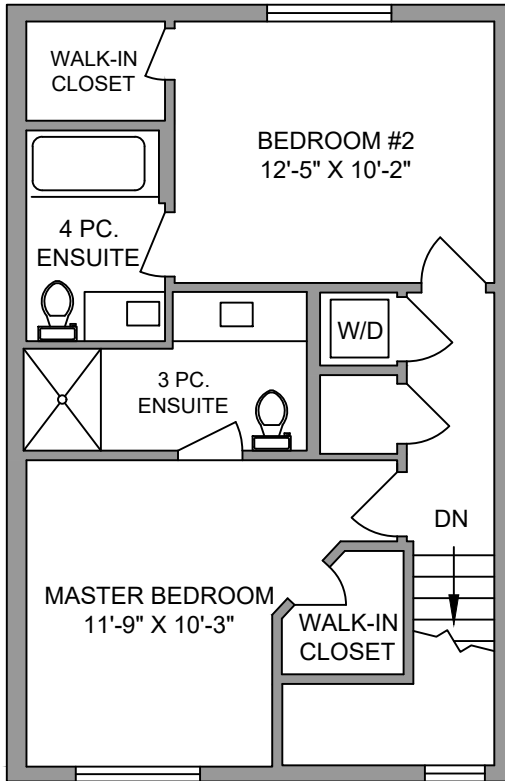 WALK-IN
CLOSET
BEDROOM #2
12'-5" X 10'-2"
4 PC.
ENSUITE
W/D
3 PC.
ENSUITE
DN
MASTER BEDROOM
11'-9" X 10'-3"
WALK-IN
CLOSET